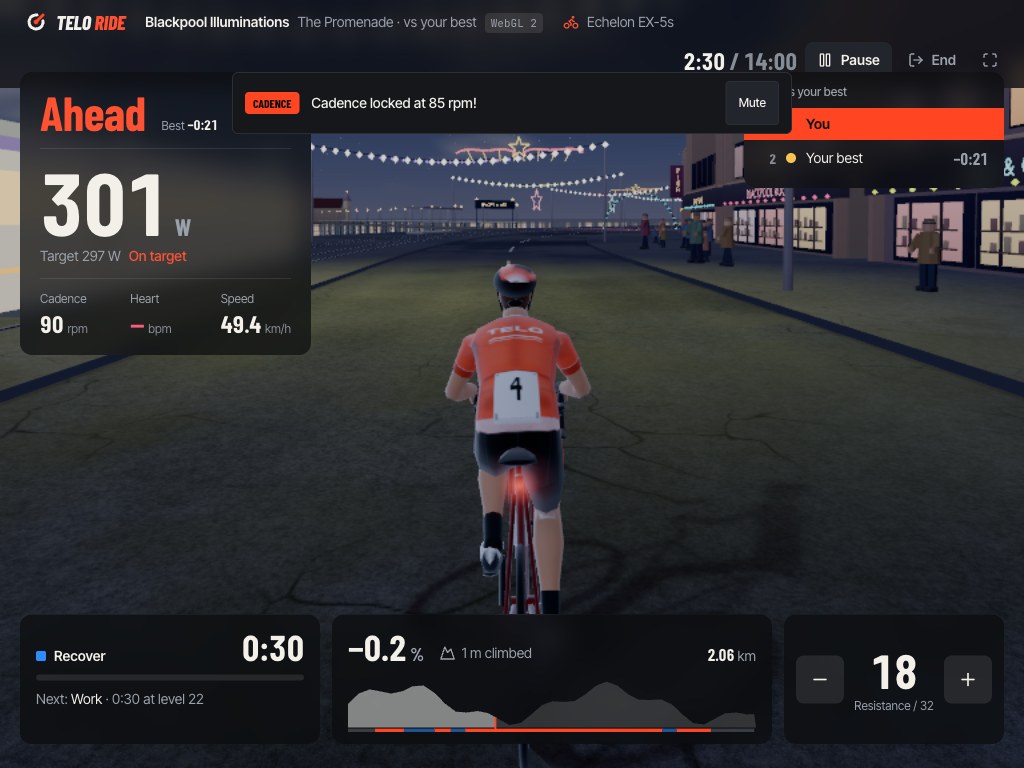 TELO RIDE Blackpool Illuminations The Promenade · vs your best WebGL 2 Echelon EX-5s
2:30 / 14:00 Pause End
Ahead Best −0:21
CADENCE Cadence locked at 85 rpm! Mute
s your best
You
2 Your best −0:21
301 W
Target 297 W On target
Cadence Heart Speed
90 rpm – bpm 49.4 km/h
TELO
4
Recover 0:30
Next: Work · 0:30 at level 22
−0.2 % 1 m climbed 2.06 km
− 18 +
Resistance / 32